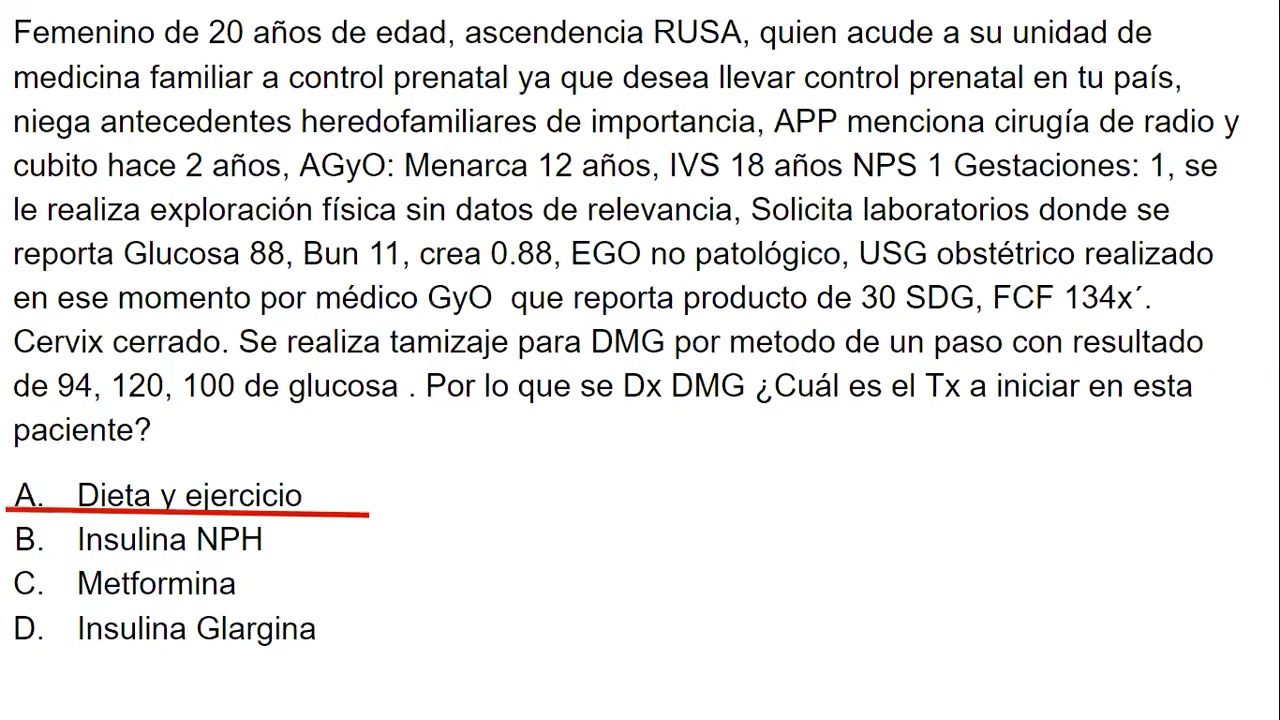 Femenino de 20 años de edad, ascendencia RUSA, quien acude a su unidad de
medicina familiar a control prenatal ya que desea llevar control prenatal en tu país,
niega antecedentes heredofamiliares de importancia, APP menciona cirugía de radio y
cubito hace 2 años, AGyO: Menarca 12 años, IVS 18 años NPS 1 Gestaciones: 1, se
le realiza exploración física sin datos de relevancia, Solicita laboratorios donde se
reporta Glucosa 88, Bun 11, crea 0.88, EGO no patológico, USG obstétrico realizado
en ese momento por médico GyO  que reporta producto de 30 SDG, FCF 134x´.
Cervix cerrado. Se realiza tamizaje para DMG por metodo de un paso con resultado
de 94, 120, 100 de glucosa . Por lo que se Dx DMG ¿Cuál es el Tx a iniciar en esta
paciente?
A. Dieta y ejercicio
B. Insulina NPH
C. Metformina
D. Insulina Glargina